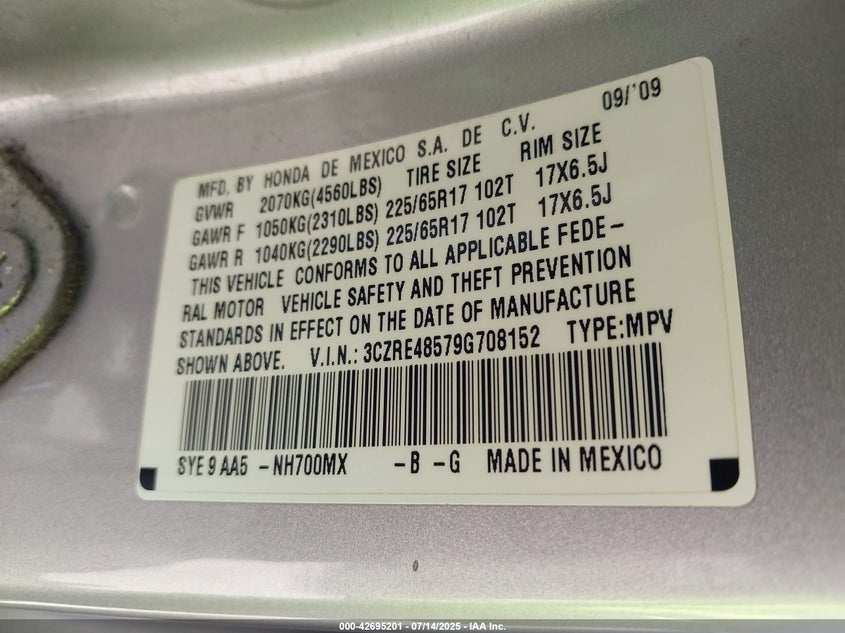 09/'09
MFD. BY HONDA DE MEXICO S.A. DE C.V.
GVWR 2070KG(4560LBS) TIRE SIZE RIM SIZE
GAWR F 1050KG(2310LBS) 225/65R17 102T 17X6.5J
GAWR R 1040KG(2290LBS) 225/65R17 102T 17X6.5J
THIS VEHICLE CONFORMS TO ALL APPLICABLE FEDE-
RAL MOTOR VEHICLE SAFETY AND THEFT PREVENTION
STANDARDS IN EFFECT ON THE DATE OF MANUFACTURE
SHOWN ABOVE. V.I.N.: 3CZRE48579G708152 TYPE:MPV
SYE 9 AA5 -NH700MX -B -G MADE IN MEXICO
000-42695201 - 07/14/2025 - IAA Inc.